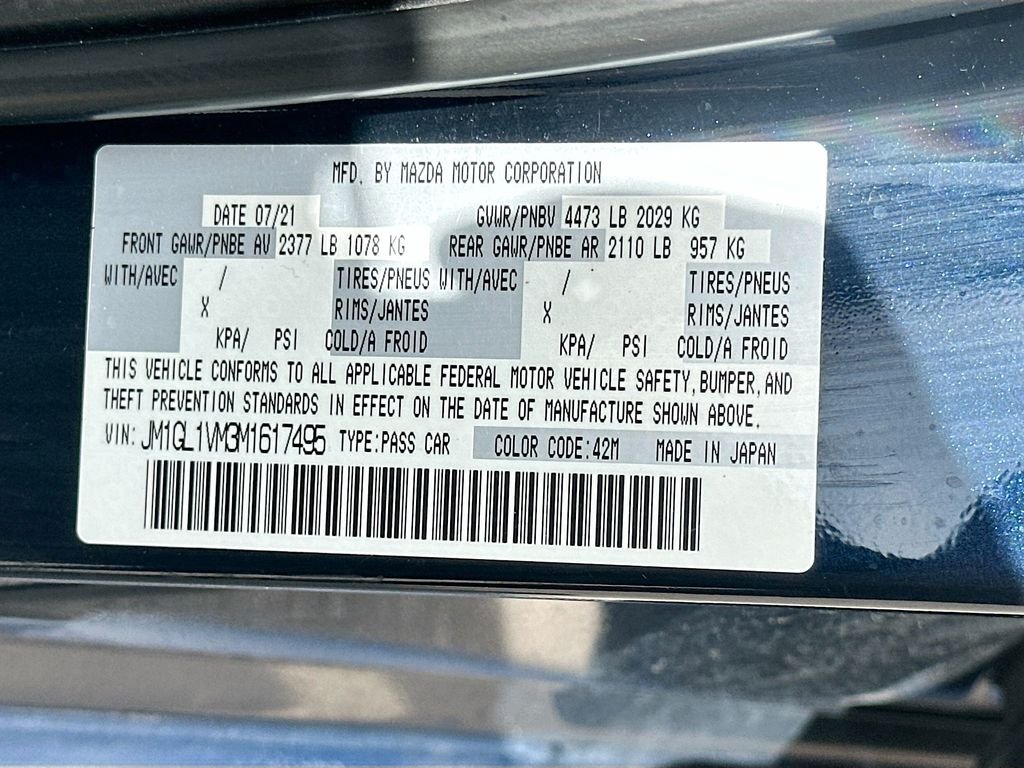 MFD. BY MAZDA MOTOR CORPORATION
DATE 07/21 GVWR/PNBV 4473 LB 2029 KG
FRONT GAWR/PNBE AV 2377 LB 1078 KG REAR GAWR/PNBE AR 2110 LB 957 KG
WITH/AVEC / TIRES/PNEUS WITH/AVEC / TIRES/PNEUS
X RIMS/JANTES X RIMS/JANTES
KPA/ PSI COLD/A FROID KPA/ PSI COLD/A FROID
THIS VEHICLE CONFORMS TO ALL APPLICABLE FEDERAL MOTOR VEHICLE SAFETY, BUMPER, AND
THEFT PREVENTION STANDARDS IN EFFECT ON THE DATE OF MANUFACTURE SHOWN ABOVE.
VIN: JM1GL1VM3M1617495 TYPE:PASS CAR COLOR CODE:42M MADE IN JAPAN